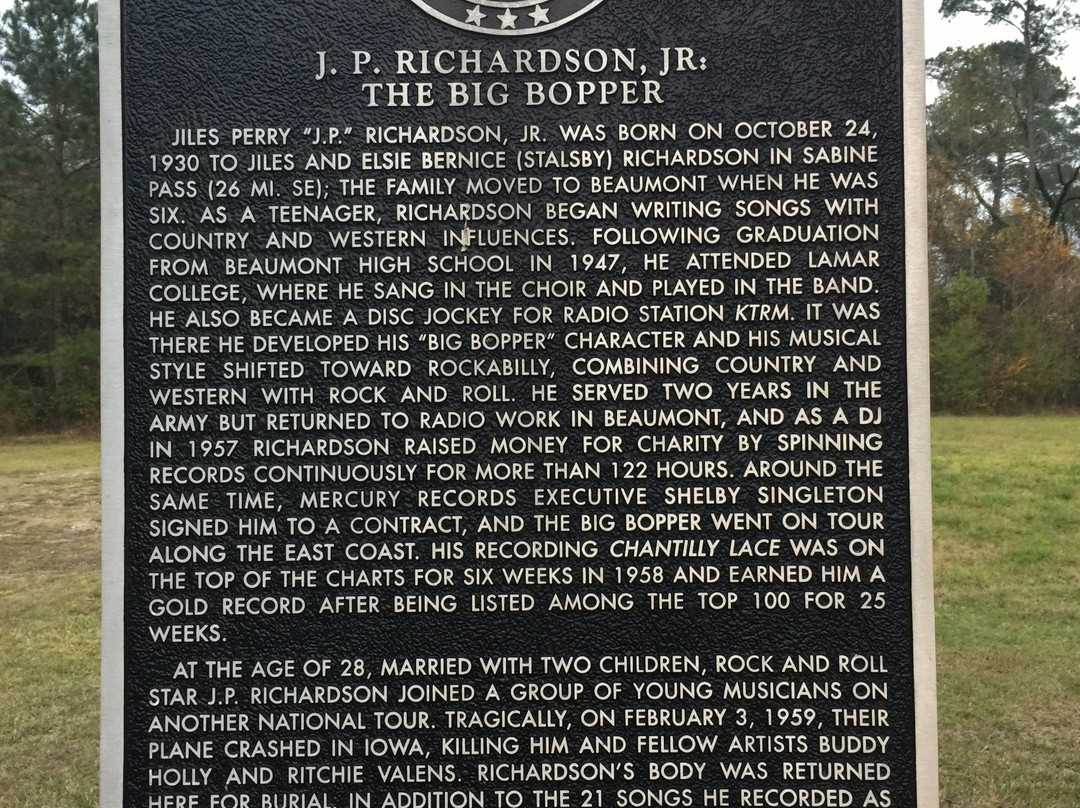 J. P. RICHARDSON, JR:
THE BIG BOPPER
JILES PERRY "J.P." RICHARDSON, JR. WAS BORN ON OCTOBER 24,
1930 TO JILES AND ELSIE BERNICE (STALSBY) RICHARDSON IN SABINE
PASS (26 MI. SE); THE FAMILY MOVED TO BEAUMONT WHEN HE WAS
SIX. AS A TEENAGER, RICHARDSON BEGAN WRITING SONGS WITH
COUNTRY AND WESTERN INFLUENCES. FOLLOWING GRADUATION
FROM BEAUMONT HIGH SCHOOL IN 1947, HE ATTENDED LAMAR
COLLEGE, WHERE HE SANG IN THE CHOIR AND PLAYED IN THE BAND.
HE ALSO BECAME A DISC JOCKEY FOR RADIO STATION KTRM. IT WAS
THERE HE DEVELOPED HIS "BIG BOPPER" CHARACTER AND HIS MUSICAL
STYLE SHIFTED TOWARD ROCKABILLY, COMBINING COUNTRY AND
WESTERN WITH ROCK AND ROLL. HE SERVED TWO YEARS IN THE
ARMY BUT RETURNED TO RADIO WORK IN BEAUMONT, AND AS A DJ
IN 1957 RICHARDSON RAISED MONEY FOR CHARITY BY SPINNING
RECORDS CONTINUOUSLY FOR MORE THAN 122 HOURS. AROUND THE
SAME TIME, MERCURY RECORDS EXECUTIVE SHELBY SINGLETON
SIGNED HIM TO A CONTRACT, AND THE BIG BOPPER WENT ON TOUR
ALONG THE EAST COAST. HIS RECORDING CHANTILLY LACE WAS ON
THE TOP OF THE CHARTS FOR SIX WEEKS IN 1958 AND EARNED HIM A
GOLD RECORD AFTER BEING LISTED AMONG THE TOP 100 FOR 25
WEEKS.
AT THE AGE OF 28, MARRIED WITH TWO CHILDREN, ROCK AND ROLL
STAR J.P. RICHARDSON JOINED A GROUP OF YOUNG MUSICIANS ON
ANOTHER NATIONAL TOUR. TRAGICALLY, ON FEBRUARY 3, 1959, THEIR
PLANE CRASHED IN IOWA, KILLING HIM AND FELLOW ARTISTS BUDDY
HOLLY AND RITCHIE VALENS. RICHARDSON'S BODY WAS RETURNED
HERE FOR BURIAL. IN ADDITION TO THE 21 SONGS HE RECORDED AS